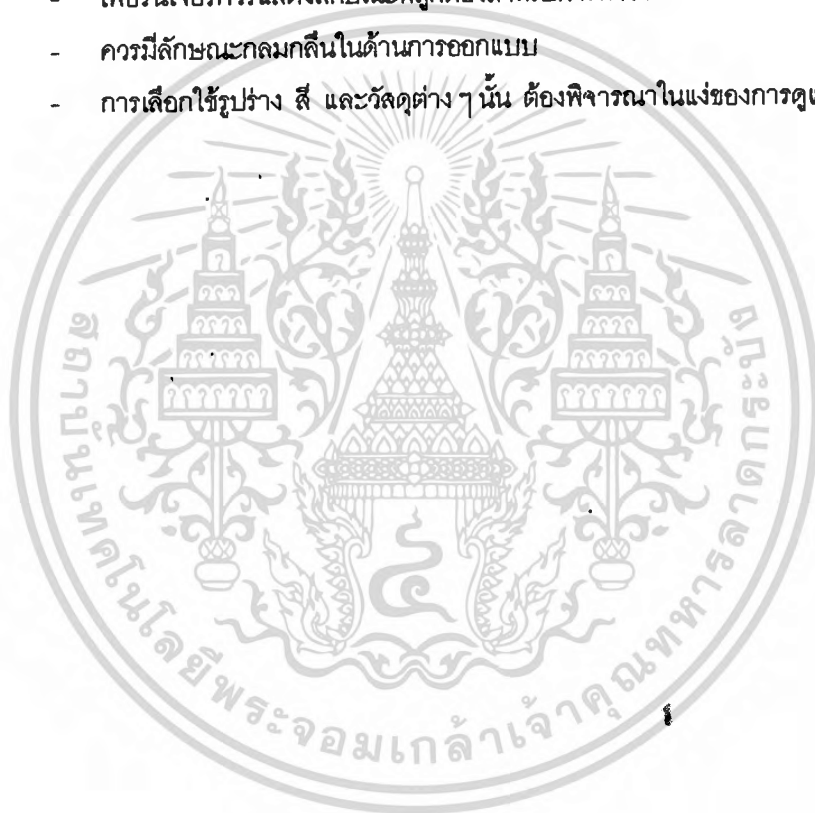 - ควรมีลักษณะกลมกลืนในด้านการออกแบบ
- การเลือกใช้รูปร่าง สี และวัสดุต่าง ๆ นั้น ต้องพิจารณาในแง่ของการดูแ
สถาบันเทคโนโลยีพระจอมเกล้าเจ้าคุณทหารลาดกระบัง
๔